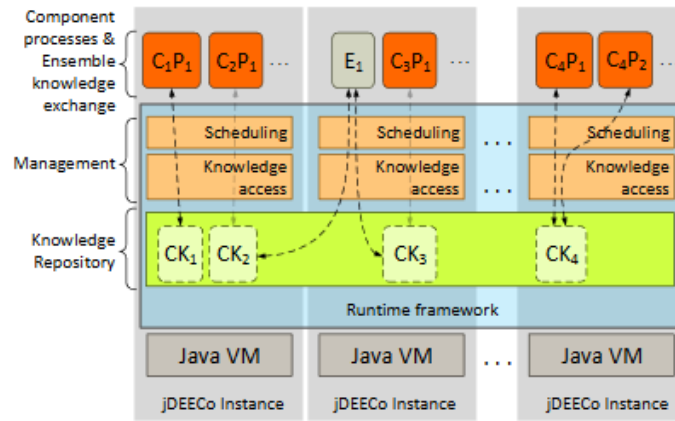 Component
processes &
Ensemble
knowledge
exchange
C₁P₁ C₂P₁ ... E₁ C₃P₁ ... C₄P₁ C₄P₂ ...
Management
Scheduling Scheduling ... Scheduling
Knowledge access Knowledge access ... Knowledge access
Knowledge
Repository
CK₁ CK₂ CK₃ CK₄
Runtime framework
Java VM Java VM ... Java VM
jDEECo Instance jDEECo Instance jDEECo Instance